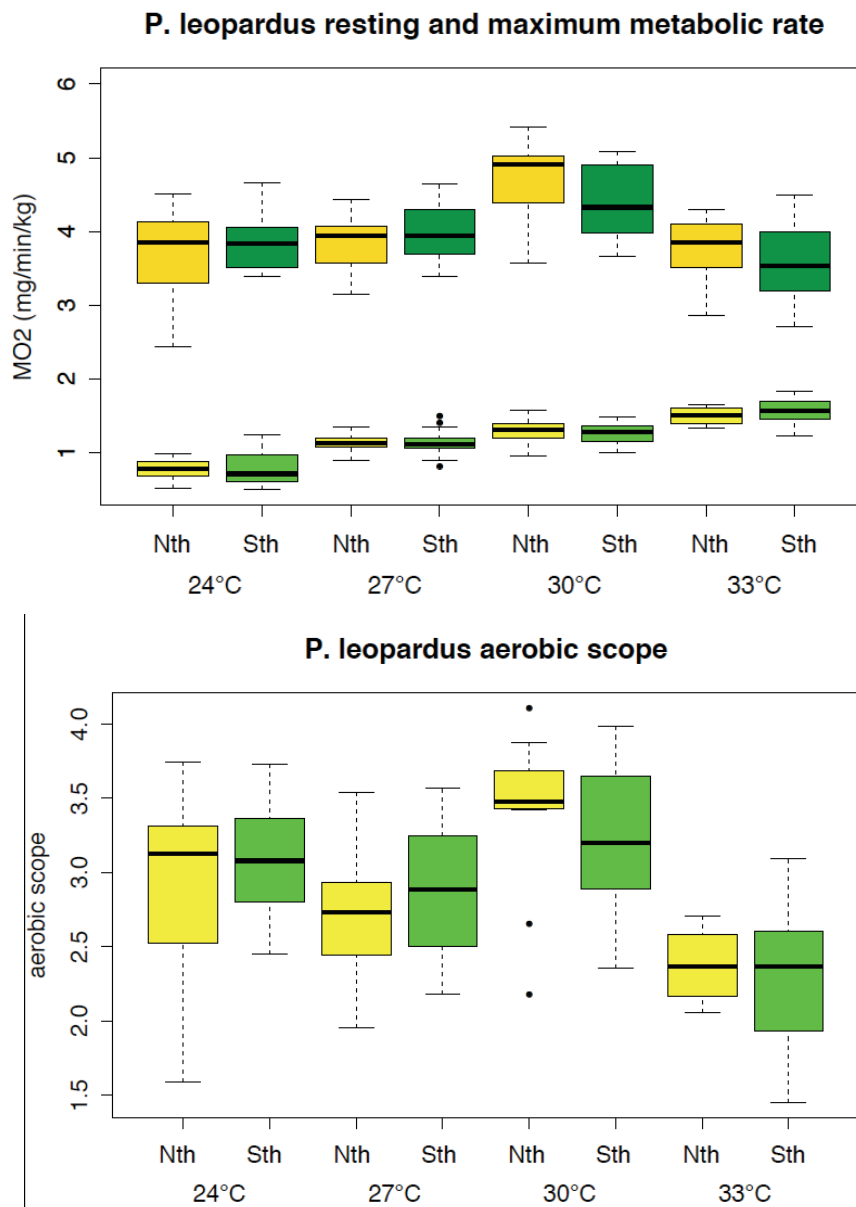 P. leopardus resting and maximum metabolic rate
MO2 (mg/min/kg)
6
5
4
3
2
1
Nth Sth Nth Sth Nth Sth Nth Sth
24°C 27°C 30°C 33°C
P. leopardus aerobic scope
aerobic scope
4.0
3.5
3.0
2.5
2.0
1.5
Nth Sth Nth Sth Nth Sth Nth Sth
24°C 27°C 30°C 33°C